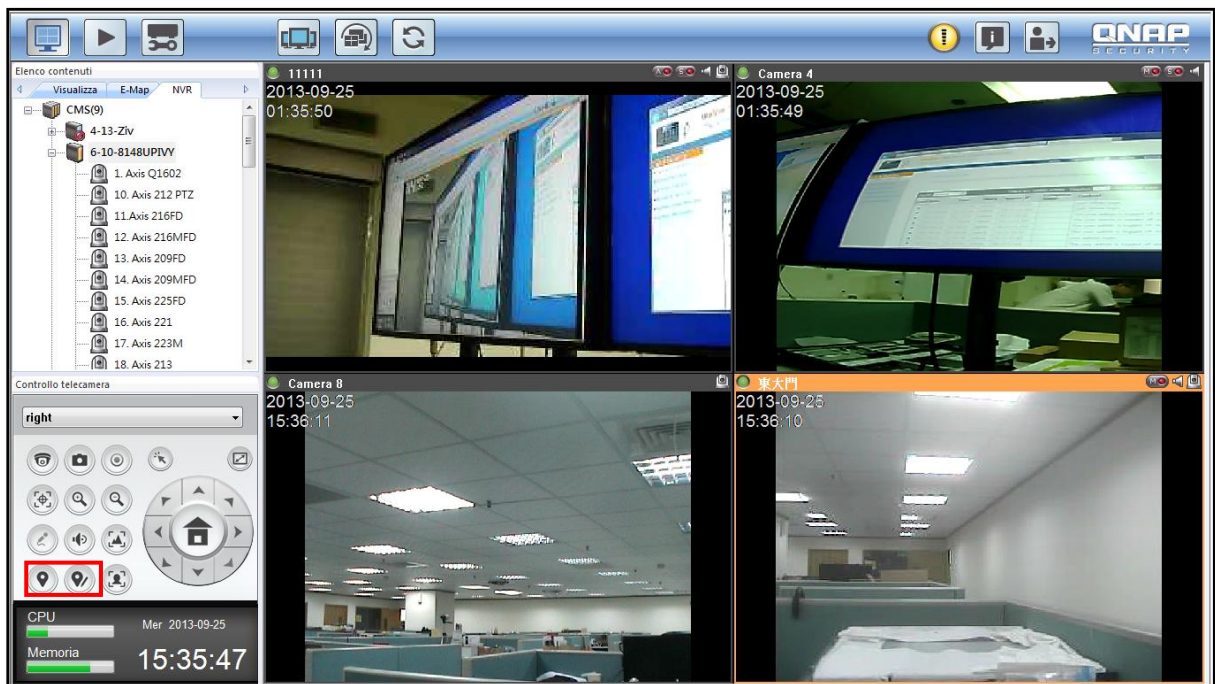 QNAP
SECURITY
Elenco contenuti
Visualizza E-Map NVR
CMS(9)
4-13-Ziv
6-10-8148UPIVY
1. Axis Q1602
10. Axis 212 PTZ
11.Axis 216FD
12. Axis 216MFD
13. Axis 209FD
14. Axis 209MFD
15. Axis 225FD
16. Axis 221
17. Axis 223M
18. Axis 213
Controllo telecamera
right
CPU
Mer 2013-09-25
Memoria
15:35:47
11111
2013-09-25
01:35:50
Camera 4
2013-09-25
01:35:49
Camera 8
2013-09-25
15:36:11
東大門
2013-09-25
15:36:10